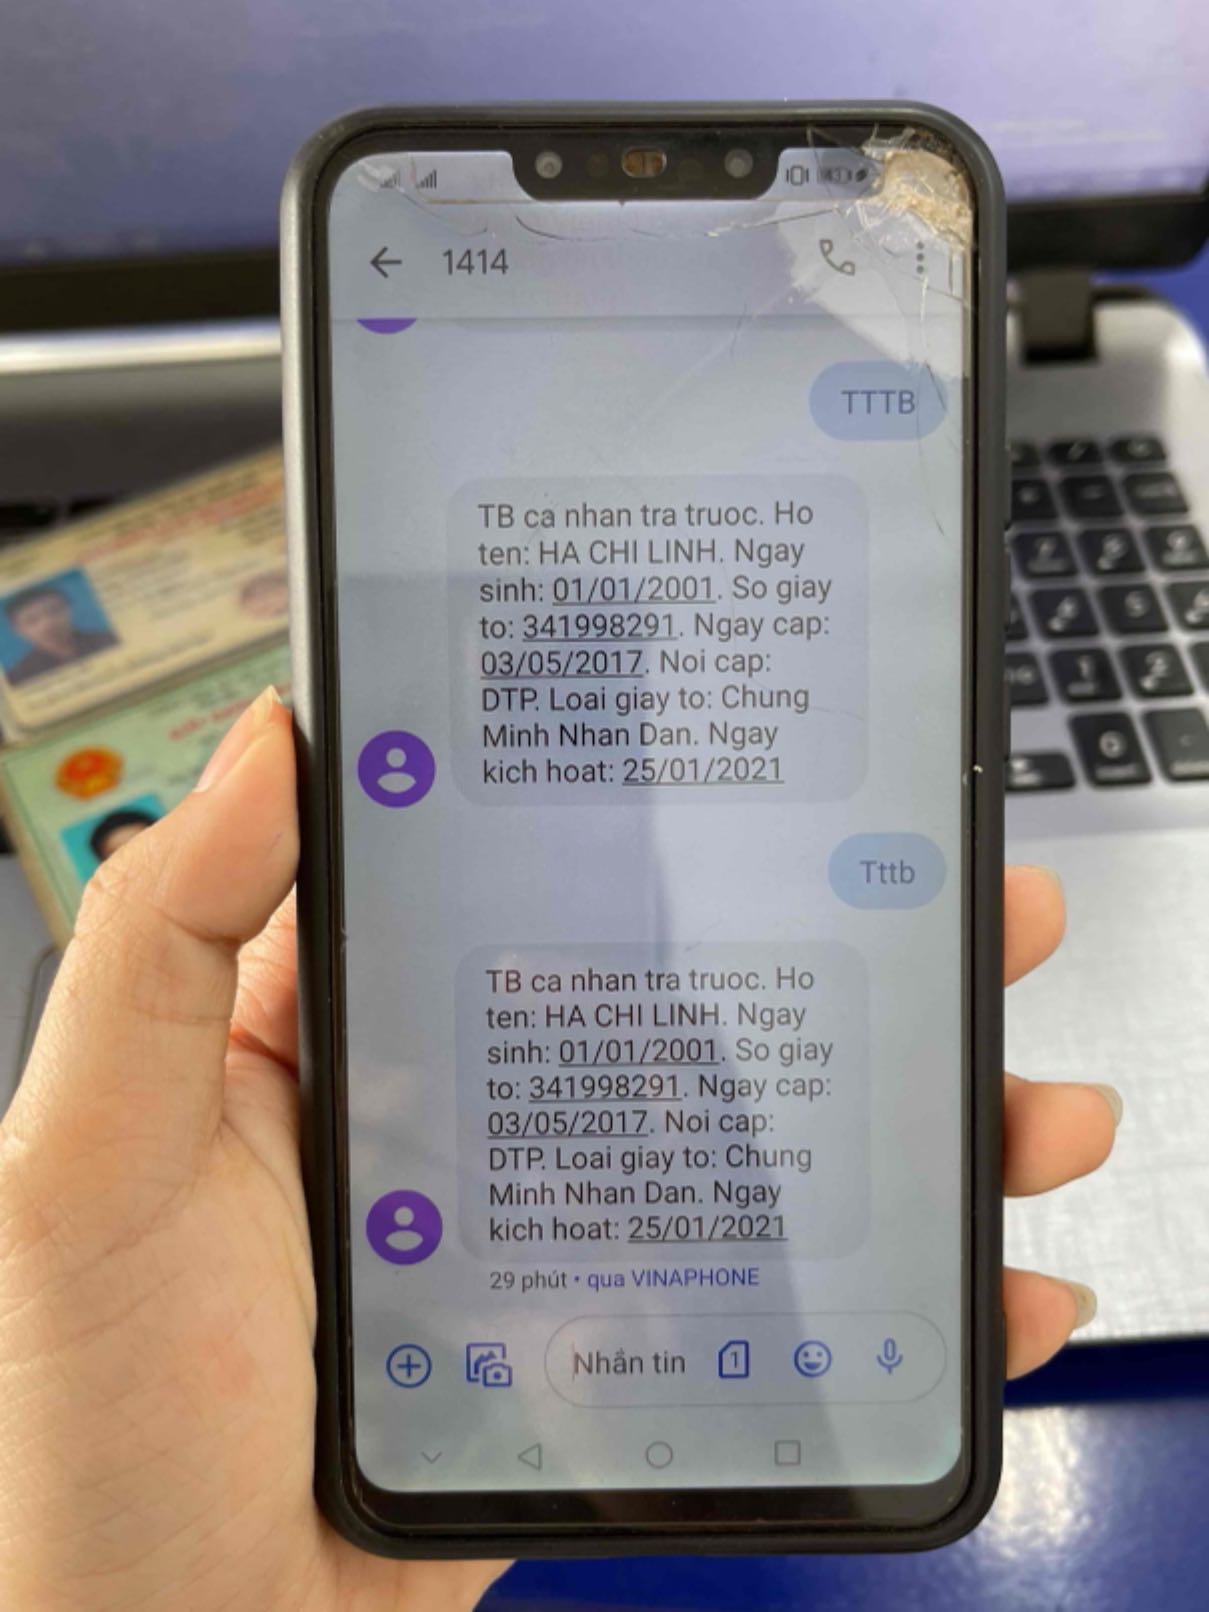 1414
TTTB
TB ca nhan tra truoc. Ho
ten: HA CHI LINH. Ngay
sinh: 01/01/2001. So giay
to: 341998291. Ngay cap:
03/05/2017. Noi cap:
DTP. Loai giay to: Chung
Minh Nhan Dan. Ngay
kich hoat: 25/01/2021
Tttb
TB ca nhan tra truoc. Ho
ten: HA CHI LINH. Ngay
sinh: 01/01/2001. So giay
to: 341998291. Ngay cap:
03/05/2017. Noi cap:
DTP. Loai giay to: Chung
Minh Nhan Dan. Ngay
kich hoat: 25/01/2021
29 phút • qua VINAPHONE
Nhắn tin 1